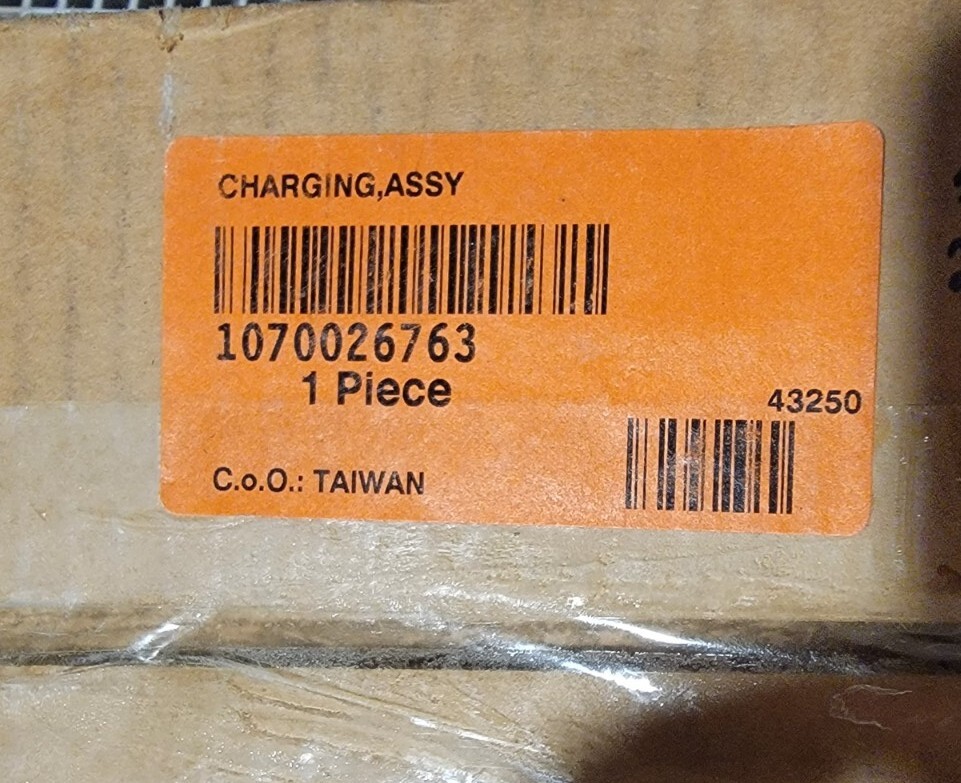 CHARGING,ASSY
1070026763
1 Piece
43250
C.o.O.: TAIWAN